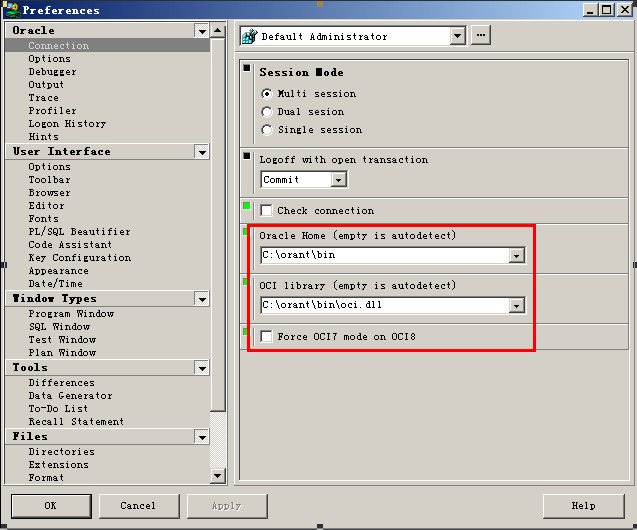 Preferences
Oracle
Connection
Options
Debugger
Output
Trace
Profiler
Logon History
Hints
User Interface
Options
Toolbar
Browser
Editor
Fonts
PL/SQL Beautifier
Code Assistant
Key Configuration
Appearance
Date/Time
Window Types
Program Window
SQL Window
Test Window
Plan Window
Tools
Differences
Data Generator
To-Do List
Recall Statement
Files
Directories
Extensions
Format
Default Administrator
...
Session Mode
Multi session
Dual sesion
Single session
Logoff with open transaction
Commit
Check connection
Oracle Home (empty is autodetect)
C:\orant\bin
OCI library (empty is autodetect)
C:\orant\bin\oci.dll
Force OCI7 mode on OCI8
OK
Cancel
Apply
Help